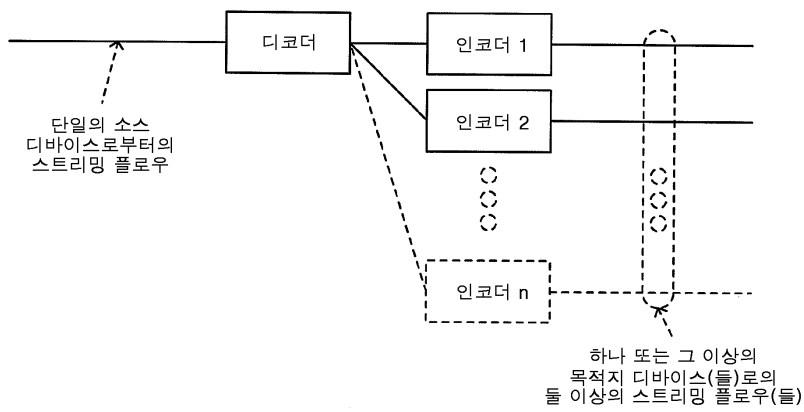 디코더
인코더 1
인코더 2
인코더 n
단일의 소스
디바이스로부터의
스트리밍 플로우
하나 또는 그 이상의
목적지 디바이스(들)로의
둘 이상의 스트리밍 플로우(들)